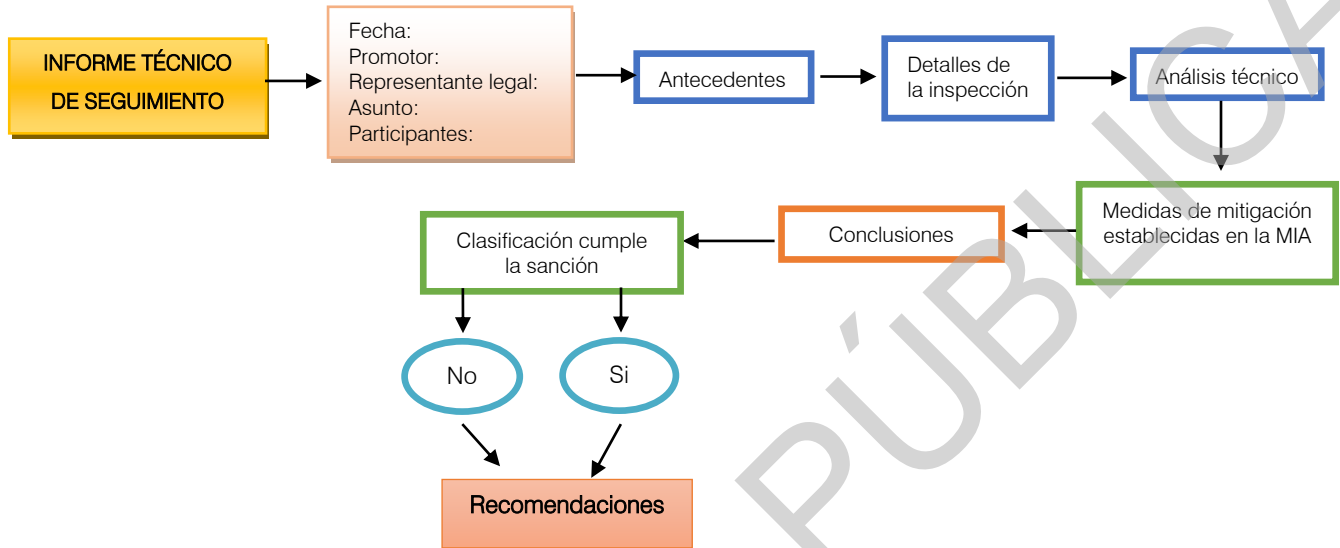 INFORME TÉCNICO
DE SEGUIMIENTO
Fecha:
Promotor:
Representante legal:
Asunto:
Participantes:
Antecedentes
Detalles de
la inspección
Análisis técnico
Medidas de mitigación
establecidas en la MIA
Conclusiones
Clasificación cumple
la sanción
No
Si
Recomendaciones
PÚBLICA